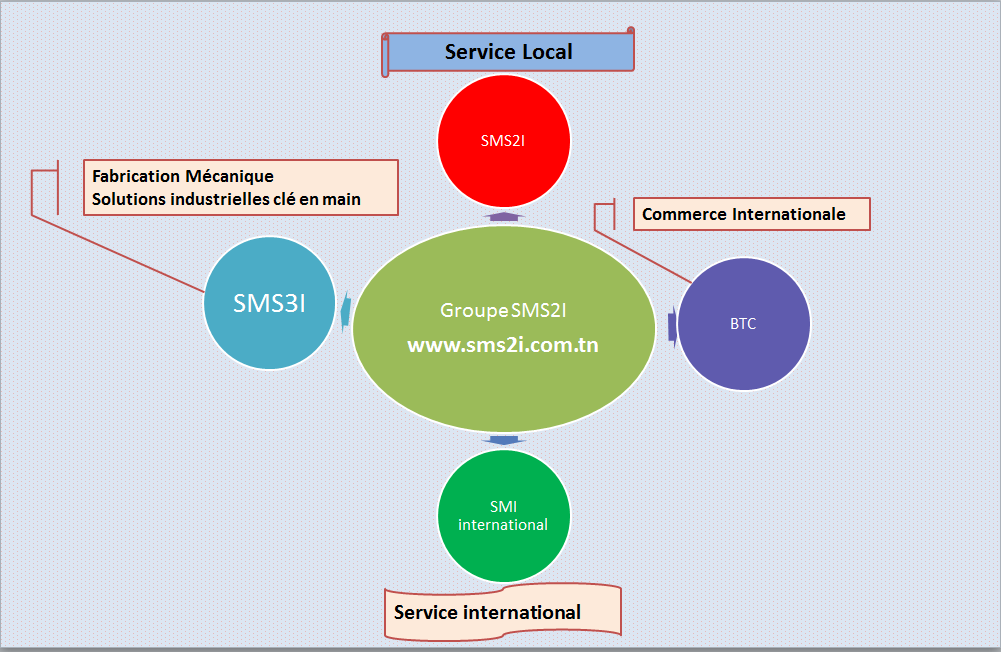 Service Local
SMS2I
Fabrication Mécanique
Solutions industrielles clé en main
Commerce Internationale
SMS3I
Groupe SMS2I
www.sms2i.com.tn
BTC
SMI
international
Service international